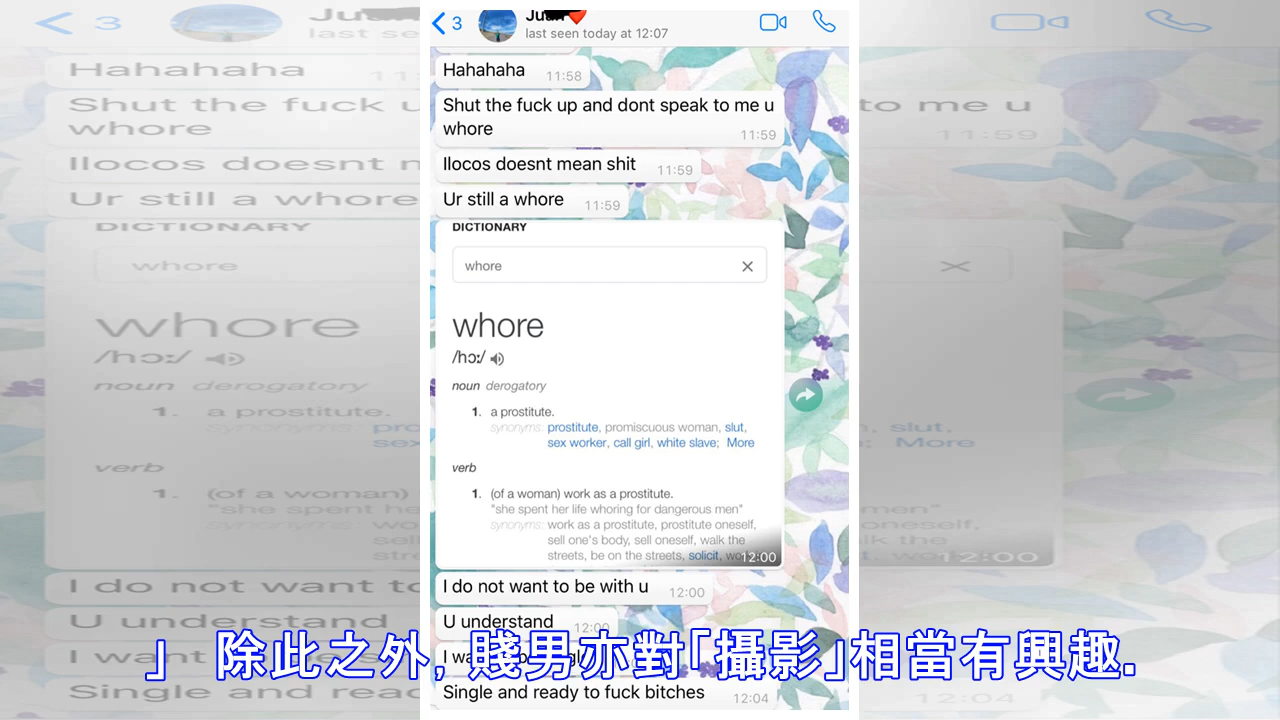 3
last seen today at 12:07
Hahahaha 11:58
Shut the fuck up and dont speak to me u
whore 11:59
Ilocos doesnt mean shit 11:59
Ur still a whore 11:59
DICTIONARY
whore
whore
/hɔː/
noun derogatory
1. a prostitute.
synonyms: prostitute, promiscuous woman, slut,
sex worker, call girl, white slave; More
verb
1. (of a woman) work as a prostitute.
"she spent her life whoring for dangerous men"
synonyms: work as a prostitute, prostitute oneself,
sell one's body, sell oneself, walk the
streets, be on the streets, solicit,
12:00
I do not want to be with u 12:00
U understand 12:00
」 除此之外, 賤男亦對「攝影」相當有興趣.
Single and ready to fuck bitches 12:04